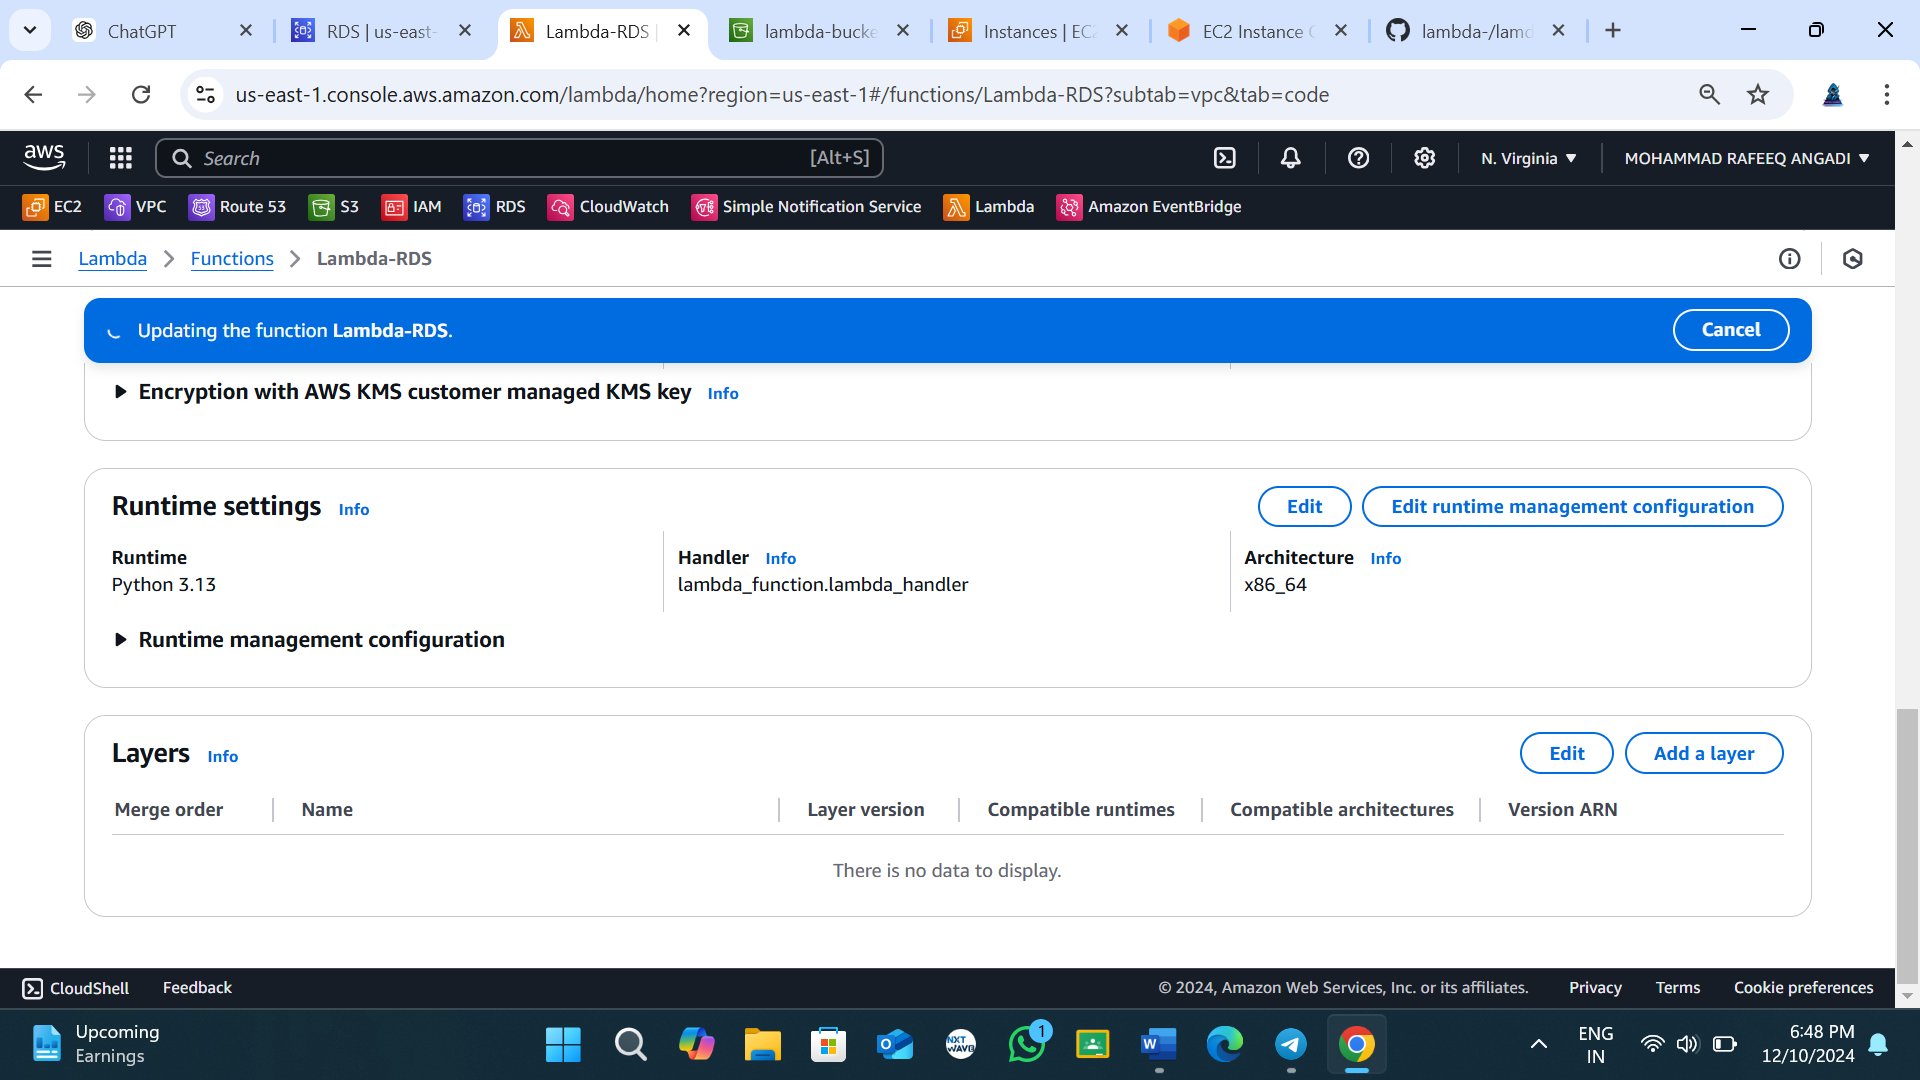 ChatGPT
RDS | us-east-
Lambda-RDS |
lambda-bucke
Instances | EC2
EC2 Instance C
lambda-/lamd
us-east-1.console.aws.amazon.com/lambda/home?region=us-east-1#/functions/Lambda-RDS?subtab=vpc&tab=code
aws
Search
[Alt+S]
N. Virginia
MOHAMMAD RAFEEQ ANGADI
EC2
VPC
Route 53
S3
IAM
RDS
CloudWatch
Simple Notification Service
Lambda
Amazon EventBridge
Lambda
Functions
Lambda-RDS
Updating the function Lambda-RDS.
Cancel
Encryption with AWS KMS customer managed KMS key Info
Runtime settings Info
Edit
Edit runtime management configuration
Runtime
Python 3.13
Handler Info
lambda_function.lambda_handler
Architecture Info
x86_64
Runtime management configuration
Layers Info
Edit
Add a layer
Merge order
Name
Layer version
Compatible runtimes
Compatible architectures
Version ARN
There is no data to display.
CloudShell
Feedback
© 2024, Amazon Web Services, Inc. or its affiliates.
Privacy
Terms
Cookie preferences
Upcoming
Earnings
NXT
WAVE
1
ENG
IN
6:48 PM
12/10/2024